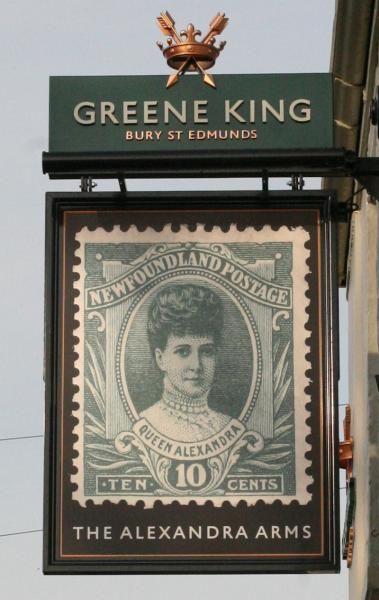 GREENE KING
BURY ST EDMUNDS
NEWFOUNDLAND POSTAGE
QUEEN ALEXANDRA
10
TEN CENTS
THE ALEXANDRA ARMS